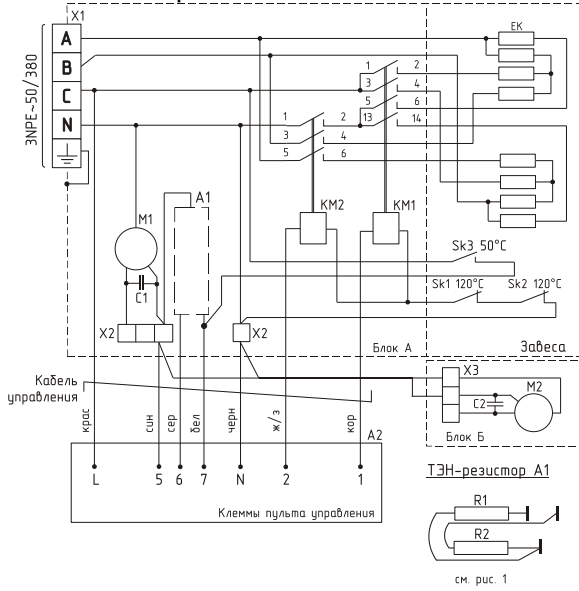 X1
A
B
C
N
3NPE~50/380
EK
1 2
3 4
5 6
13 14
1 2
3 4
5 6
КМ2
КМ1
М1
A1
C1
Sk3 50°C
Sk1 120°C
Sk2 120°C
X2
X2
Блок А
Завеса
Кабель
управления
X3
M2
C2
Блок Б
крас
син
сер
бел
черн
ж/з
кор
A2
L 5 6 7 N 2 1
Клеммы пульта управления
ТЭН-резистор А1
R1
R2
см. рис. 1